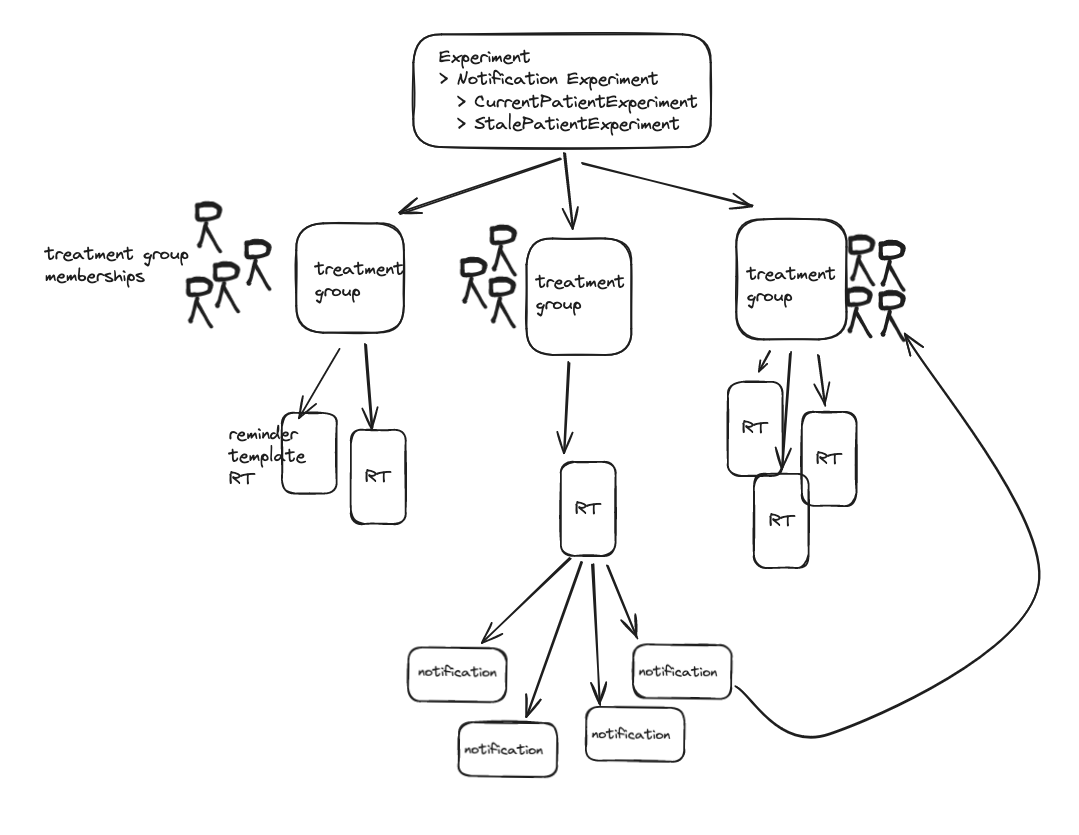 Experiment
> Notification Experiment
> CurrentPatientExperiment
> StalePatientExperiment
treatment group
memberships
treatment
group
treatment
group
treatment
group
reminder
template
RT
RT
RT
RT
RT
RT
notification
notification
notification
notification